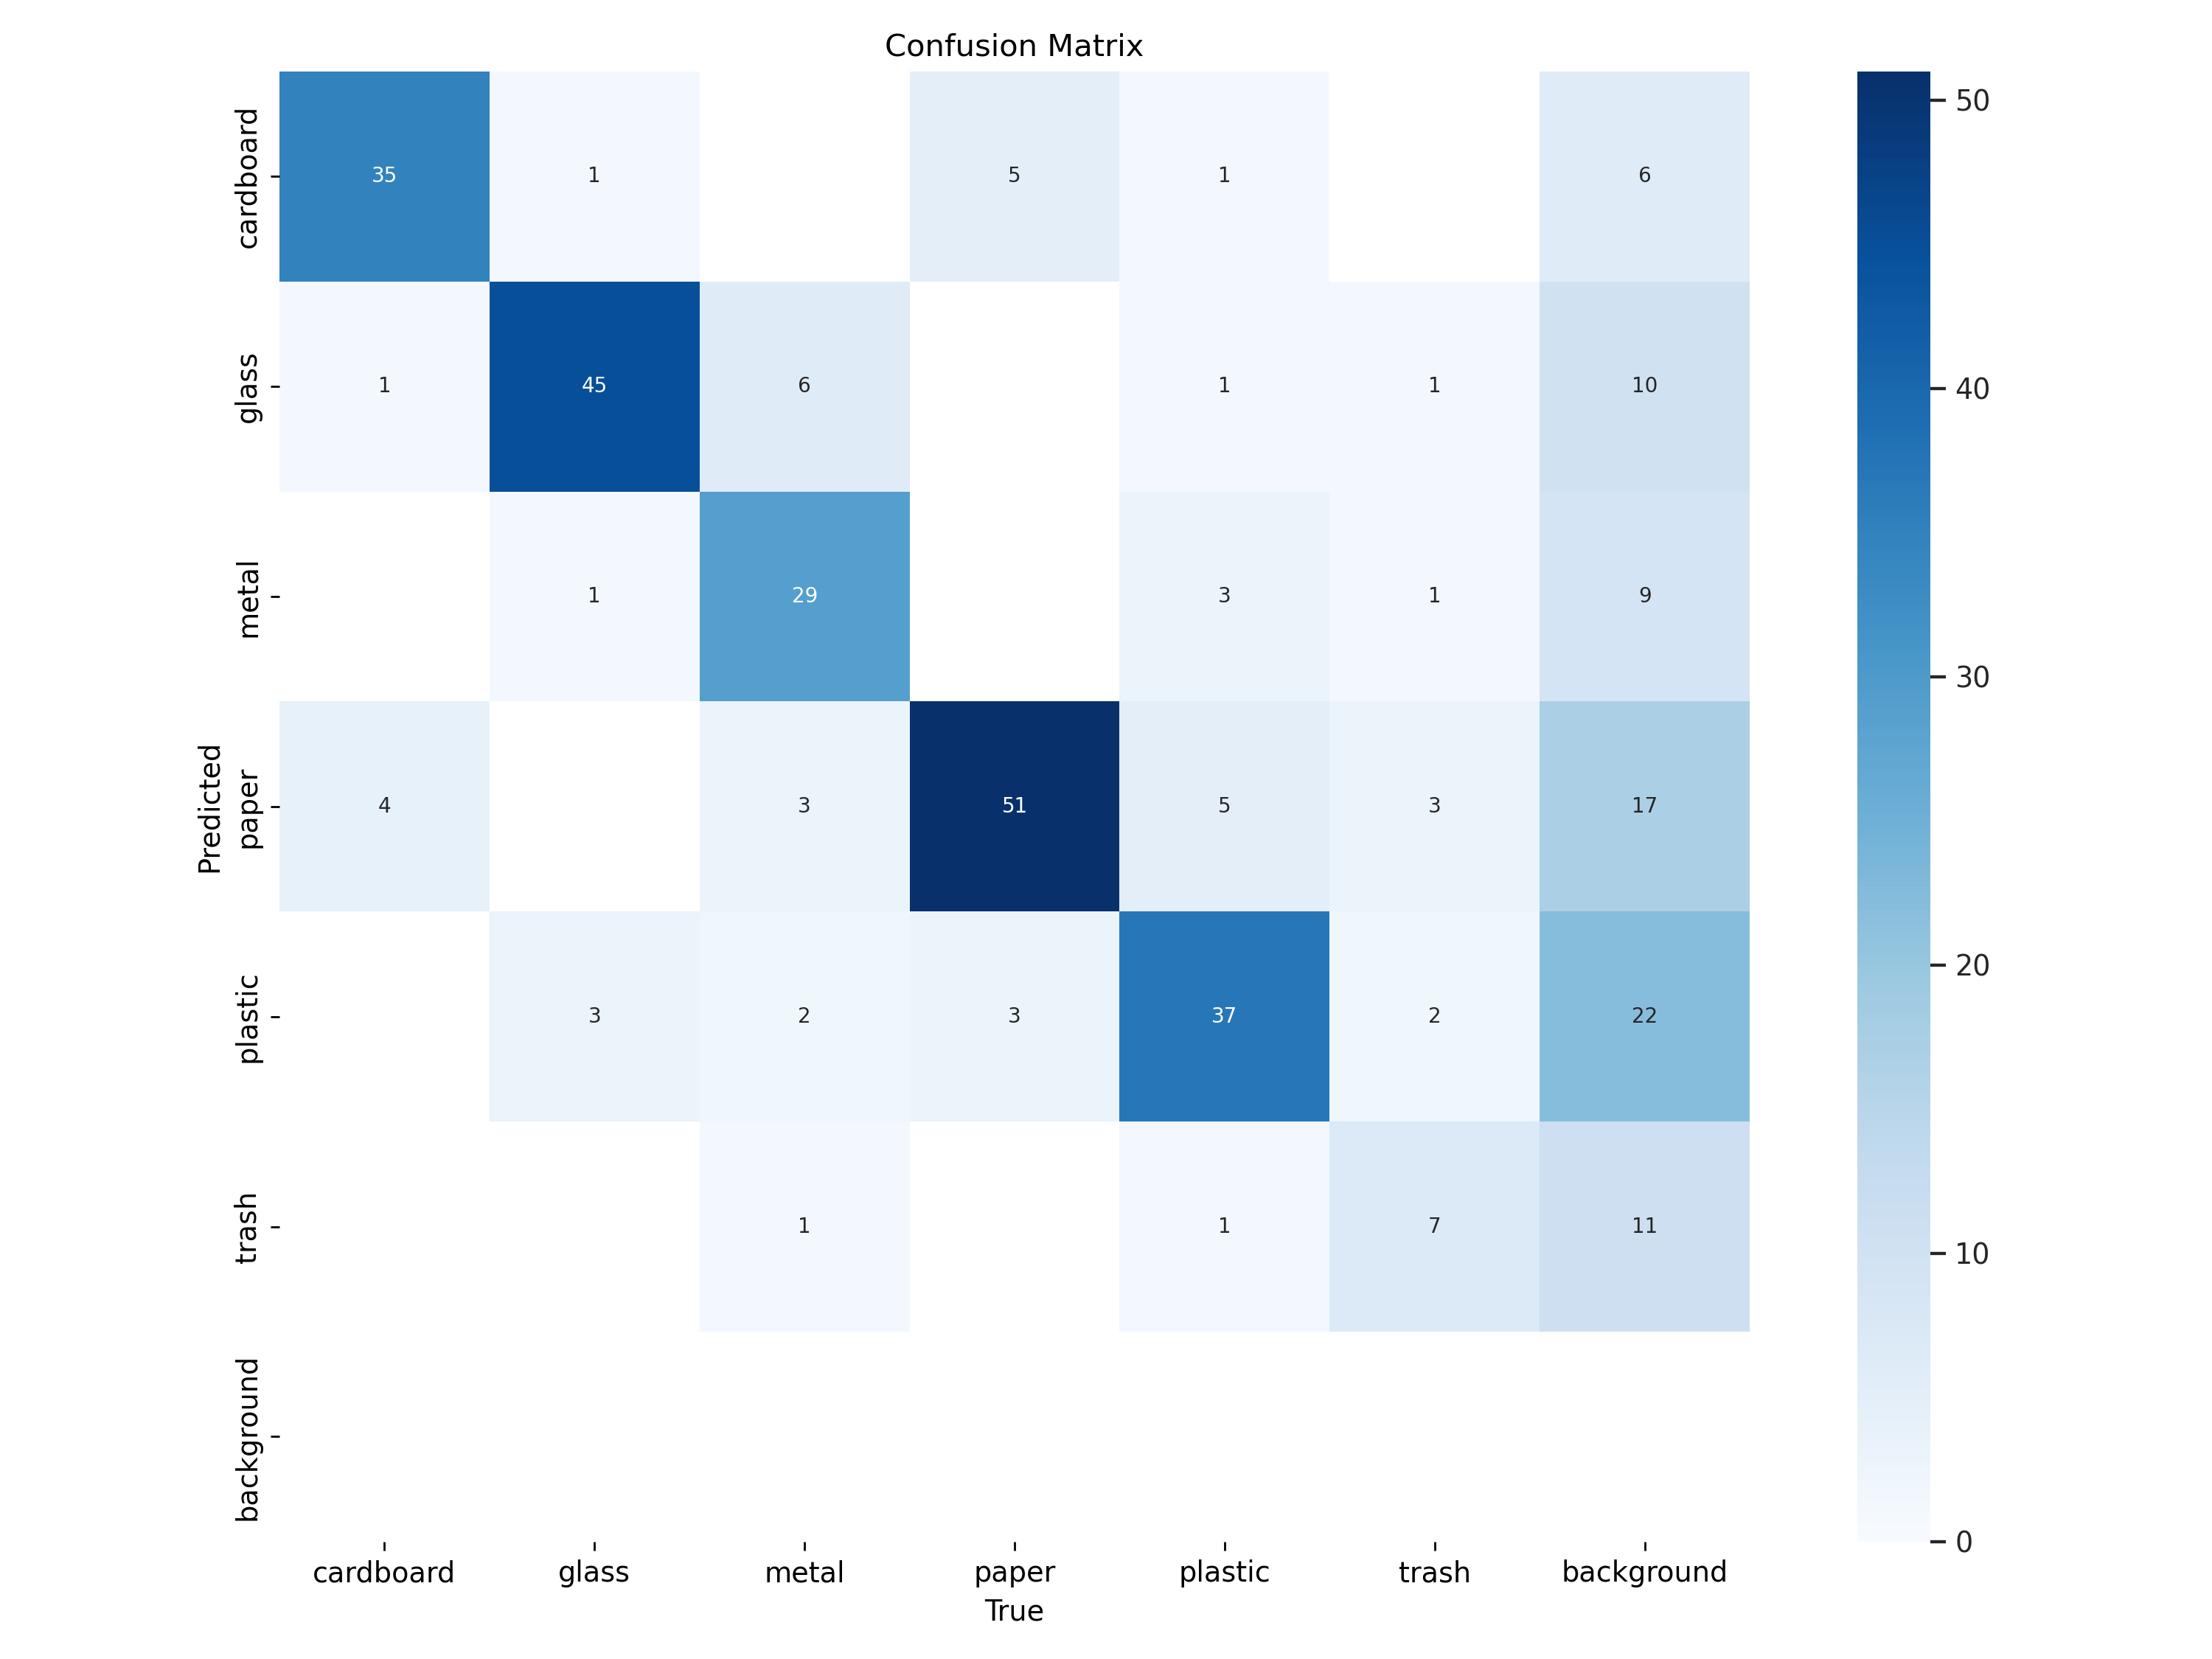 Confusion Matrix
cardboard 35 1 5 1 6
glass 1 45 6 1 1 10
metal 1 29 3 1 9
paper 4 3 51 5 3 17
plastic 3 2 3 37 2 22
trash 1 1 7 11
background
Predicted
cardboard glass metal paper plastic trash background
True
50
40
30
20
10
0